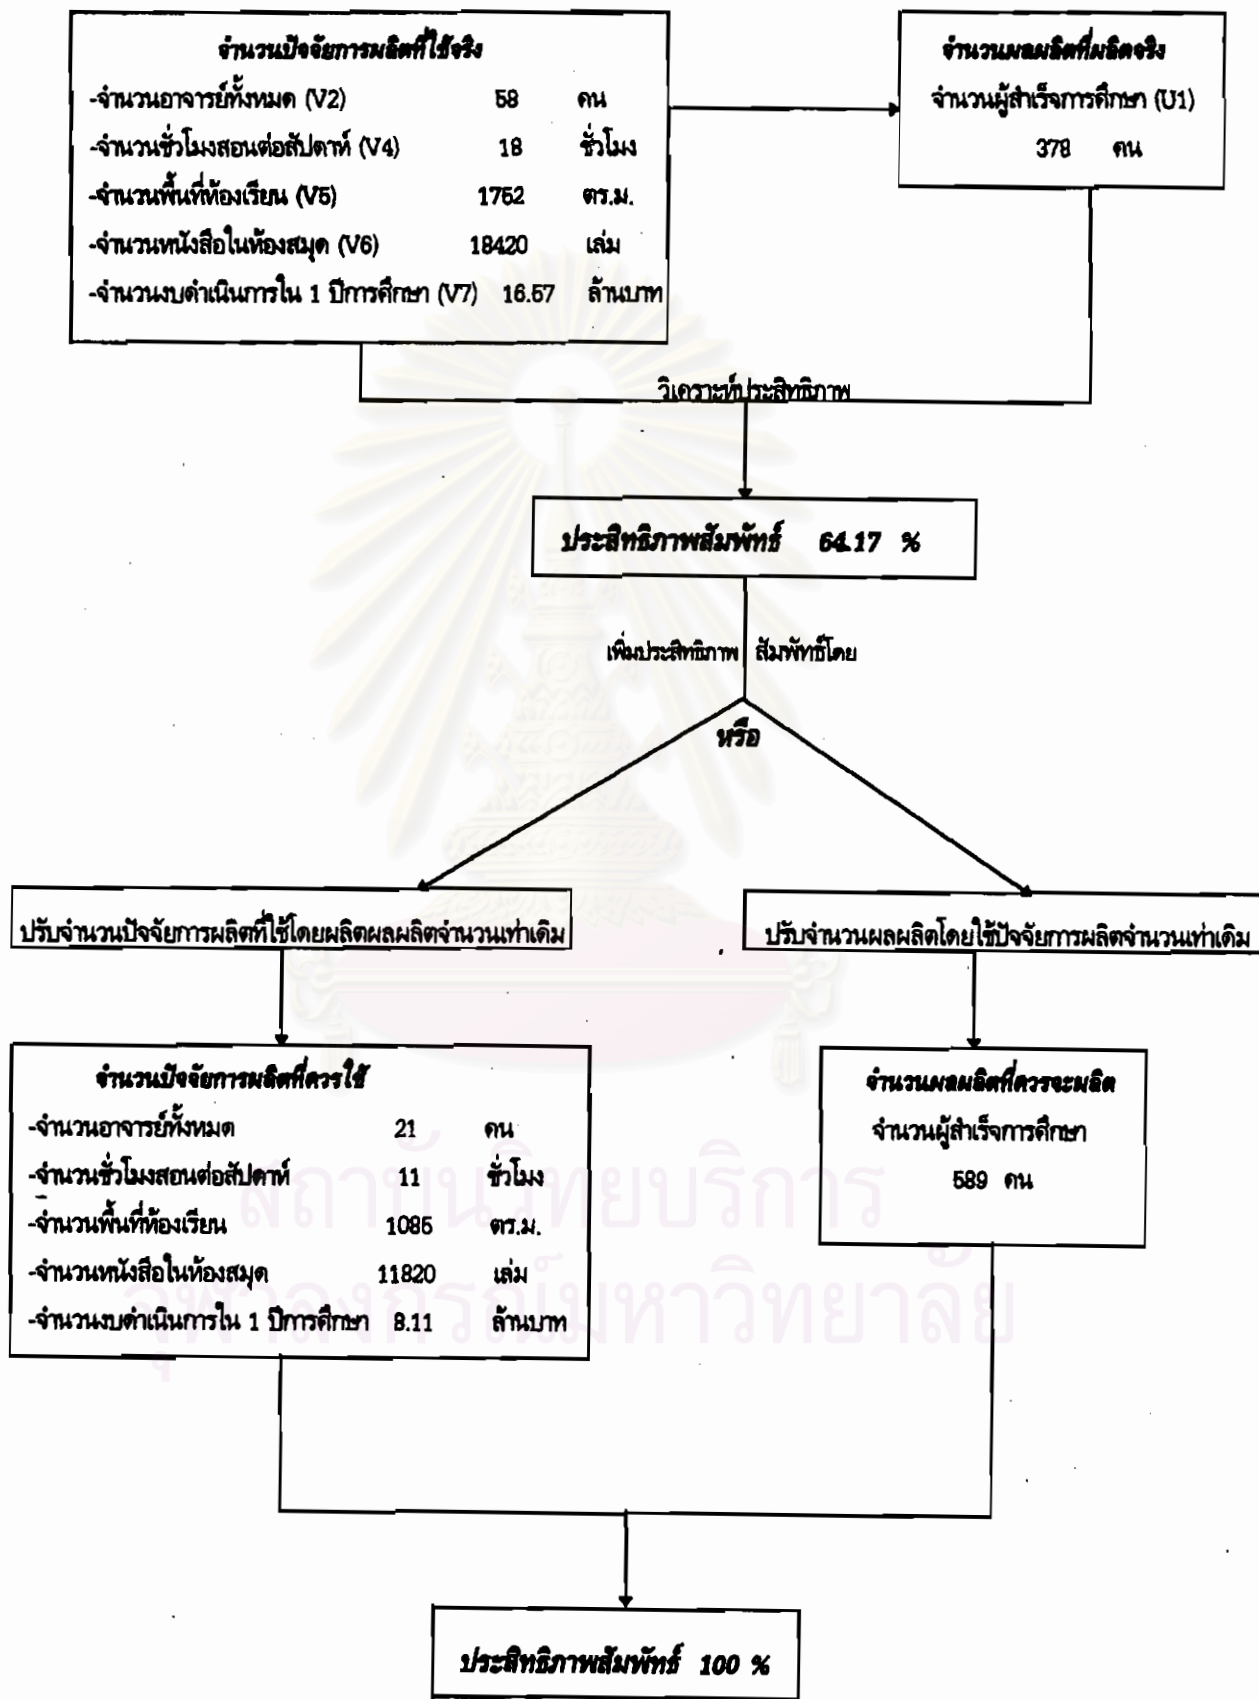 จำนวนปัจจัยการผลิตที่ใช้จริง
-จำนวนอาจารย์ทั้งหมด (V2) 58 คน
-จำนวนชั่วโมงสอนต่อสัปดาห์ (V4) 18 ชั่วโมง
-จำนวนพื้นที่ห้องเรียน (V5) 1752 ตร.ม.
-จำนวนหนังสือในห้องสมุด (V6) 18420 เล่ม
-จำนวนงบดำเนินการใน 1 ปีการศึกษา (V7) 16.57 ล้านบาท
จำนวนผลผลิตที่ผลิตจริง
จำนวนผู้สำเร็จการศึกษา (U1)
378 คน
วิเคราะห์ประสิทธิภาพ
ประสิทธิภาพสัมพัทธ์ 64.17 %
เพิ่มประสิทธิภาพ สัมพัทธ์โดย
หรือ
ปรับจำนวนปัจจัยการผลิตที่ใช้โดยผลิตผลผลิตจำนวนเท่าเดิม
ปรับจำนวนผลผลิตโดยใช้ปัจจัยการผลิตจำนวนเท่าเดิม
จำนวนปัจจัยการผลิตที่ควรใช้
-จำนวนอาจารย์ทั้งหมด 21 คน
-จำนวนชั่วโมงสอนต่อสัปดาห์ 11 ชั่วโมง
-จำนวนพื้นที่ห้องเรียน 1085 ตร.ม.
-จำนวนหนังสือในห้องสมุด 11820 เล่ม
-จำนวนงบดำเนินการใน 1 ปีการศึกษา 8.11 ล้านบาท
จำนวนผลผลิตที่ควรจะผลิต
จำนวนผู้สำเร็จการศึกษา
589 คน
สถาบันวิทยบริการ
จุฬาลงกรณ์มหาวิทยาลัย
ประสิทธิภาพสัมพัทธ์ 100 %